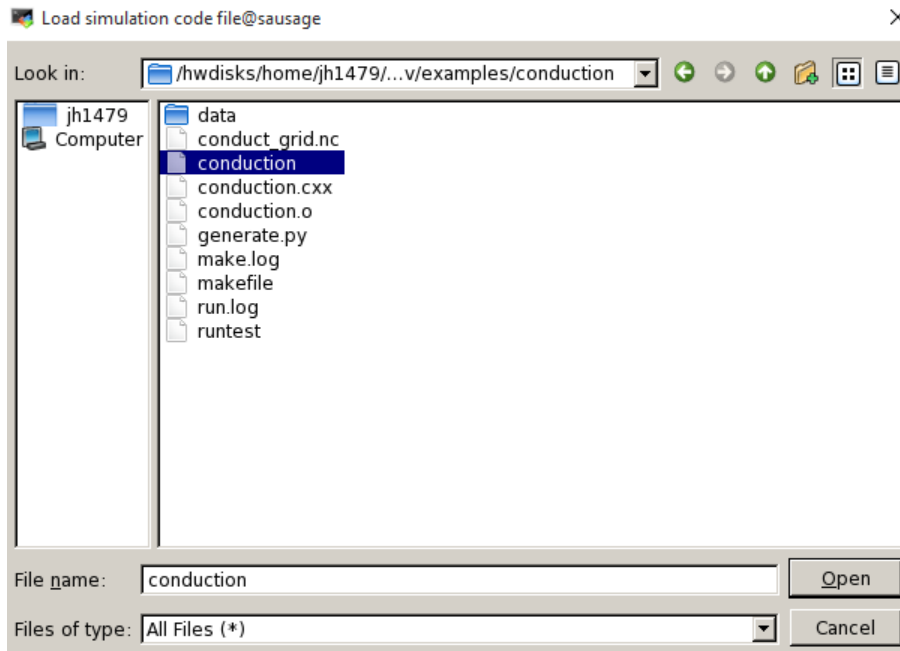 Load simulation code file@sausage
Look in: /hwdisks/home/jh1479/...v/examples/conduction
jh1479
Computer
data
conduct_grid.nc
conduction
conduction.cxx
conduction.o
generate.py
make.log
makefile
run.log
runtest
File name: conduction Open
Files of type: All Files (*) Cancel